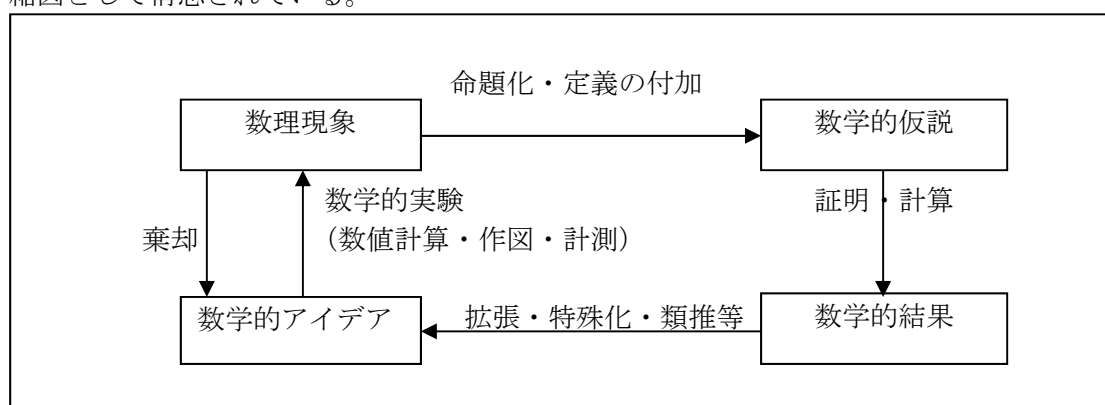 縮図として構想されている。
命題化・定義の付加
数理現象
数学的仮説
数学的実験
（数値計算・作図・計測）
証明・計算
棄却
数学的アイデア
拡張・特殊化・類推等
数学的結果